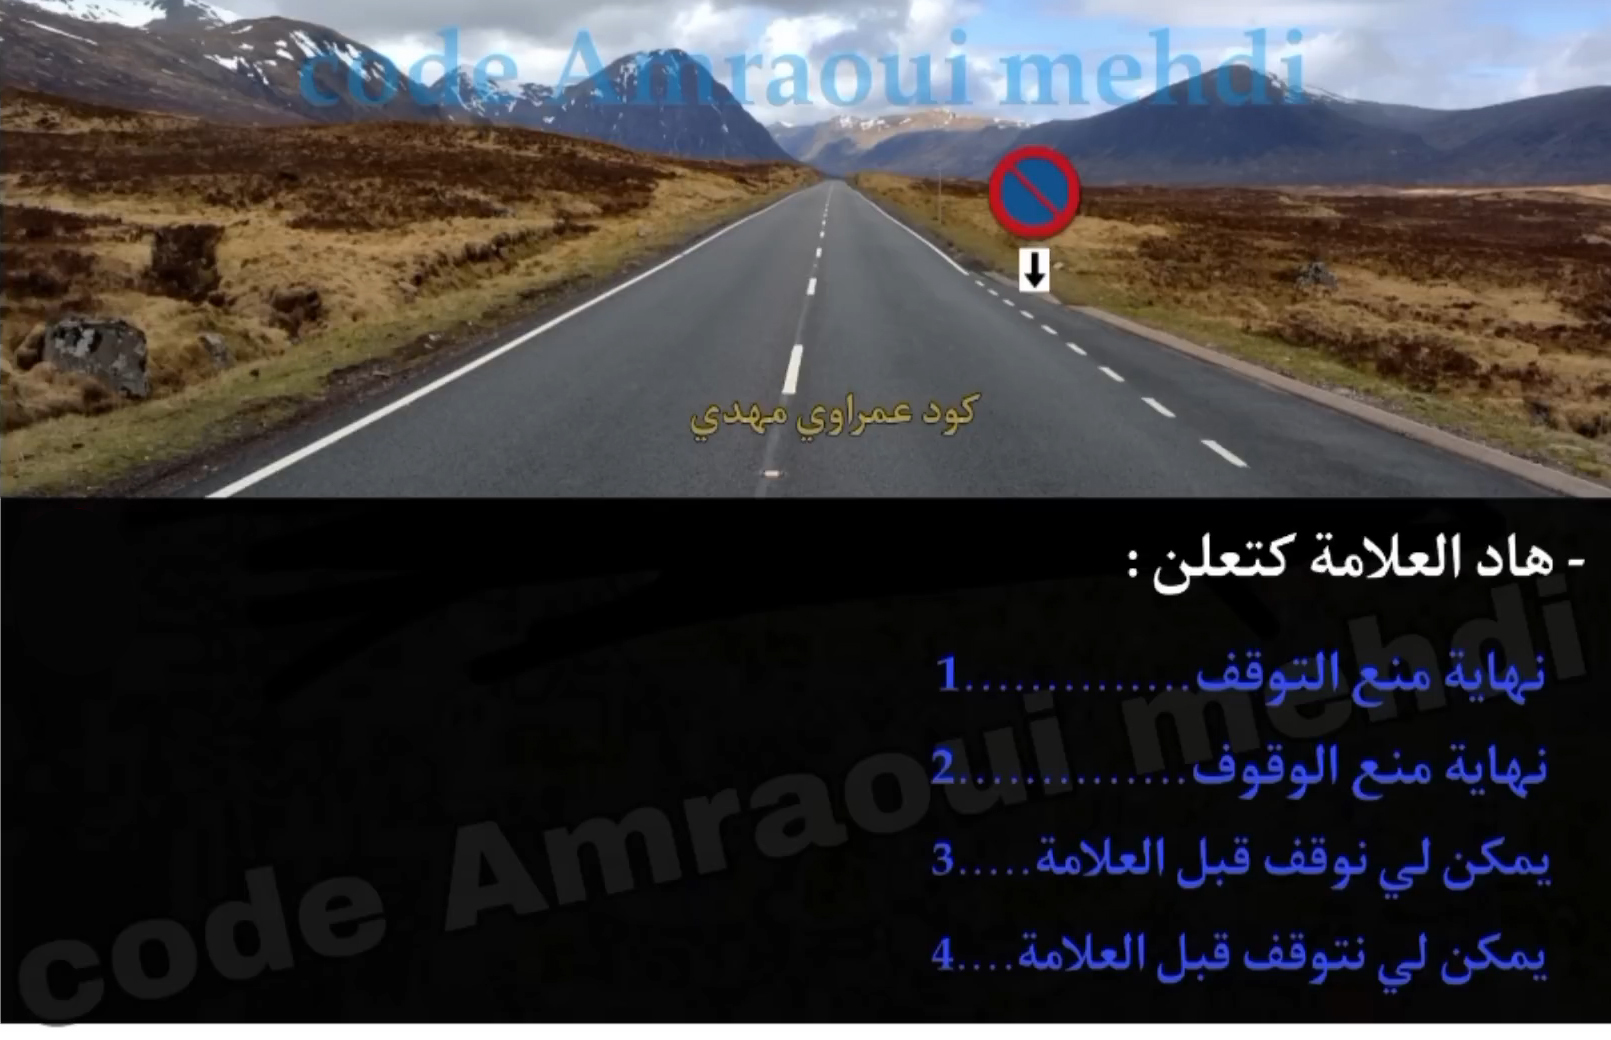 code Amraoui mehdi
كود عمراوي مهدي
- هاد العلامة كتعلن :
نهاية منع التوقف..............1
نهاية منع الوقوف..............2
يمكن لي نوقف قبل العلامة.....3
يمكن لي نتوقف قبل العلامة....4
code Amraoui mehdi